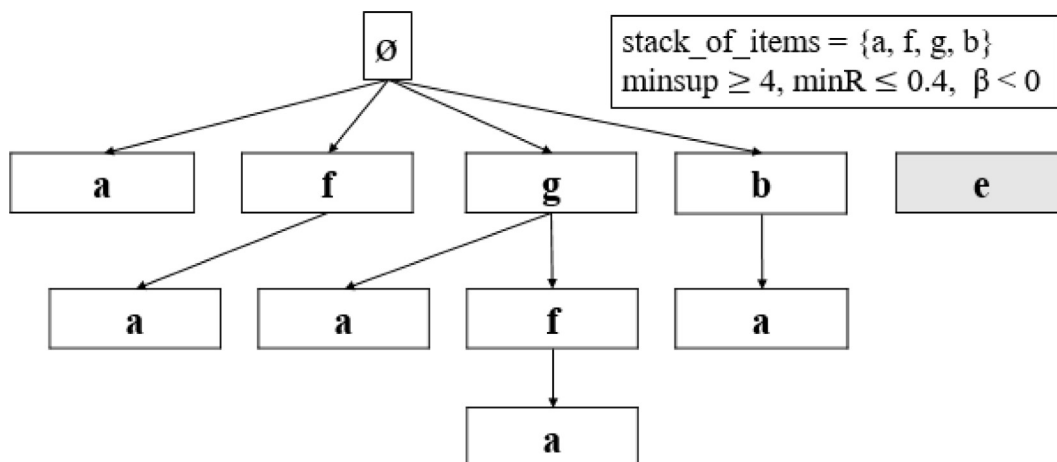 ø
stack_of_items = {a, f, g, b}
minsup ≥ 4, minR ≤ 0.4, β < 0
a
f
g
b
e
a
a
f
a
a